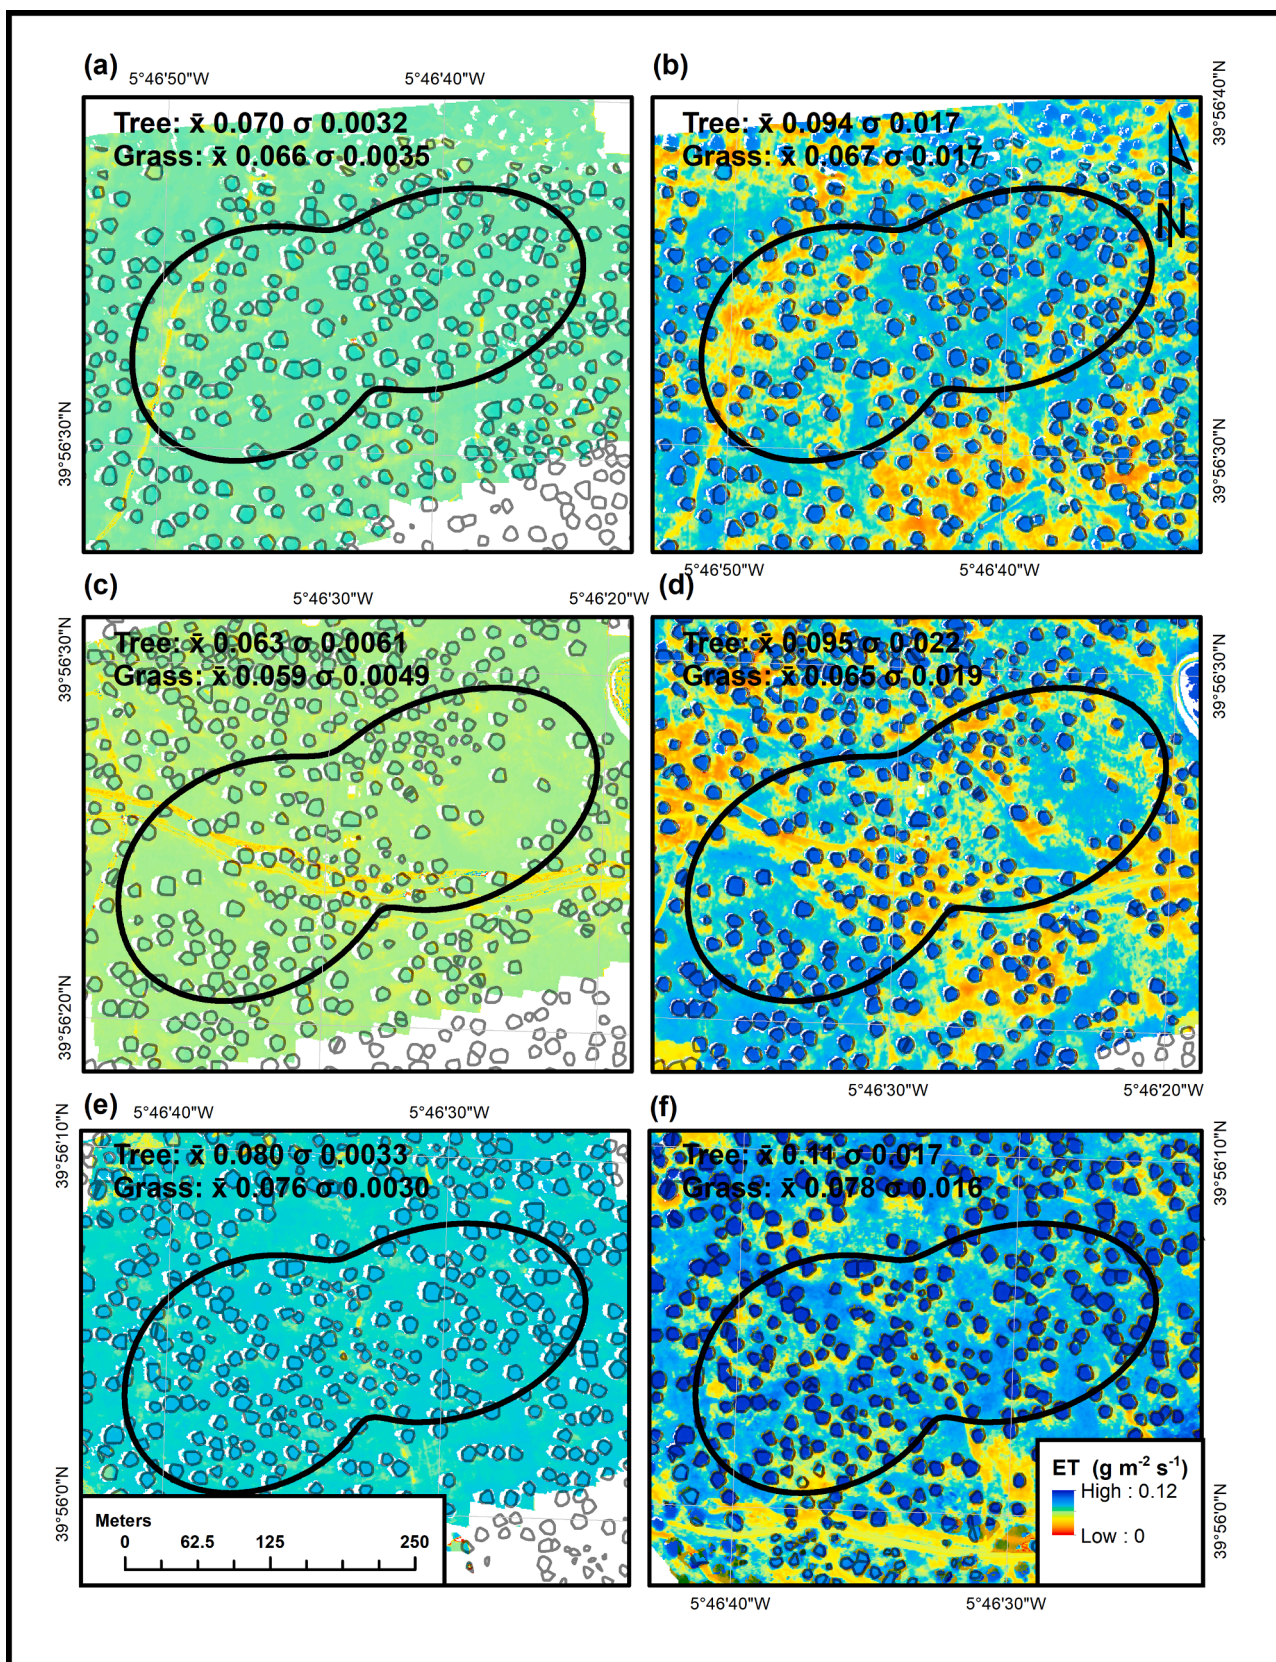 (a)
5°46'50"W 5°46'40"W
(b)
39°56'40"N
Tree: x̄ 0.070 σ 0.0032
Grass: x̄ 0.066 σ 0.0035
Tree: x̄ 0.094 σ 0.017
Grass: x̄ 0.067 σ 0.017
N
39°56'30"N
39°56'30"N
5°46'50"W 5°46'40"W
(c)
5°46'30"W 5°46'20"W
(d)
39°56'30"N
39°56'30"N
Tree: x̄ 0.063 σ 0.0061
Grass: x̄ 0.059 σ 0.0049
Tree: x̄ 0.095 σ 0.022
Grass: x̄ 0.065 σ 0.019
39°56'20"N
5°46'30"W 5°46'20"W
(e)
5°46'40"W 5°46'30"W
(f)
39°56'10"N
39°56'10"N
Tree: x̄ 0.080 σ 0.0033
Grass: x̄ 0.076 σ 0.0030
Tree: x̄ 0.11 σ 0.017
Grass: x̄ 0.078 σ 0.016
39°56'0"N
39°56'0"N
Meters
0 62.5 125 250
ET (g m⁻² s⁻¹)
High : 0.12
Low : 0
5°46'40"W 5°46'30"W